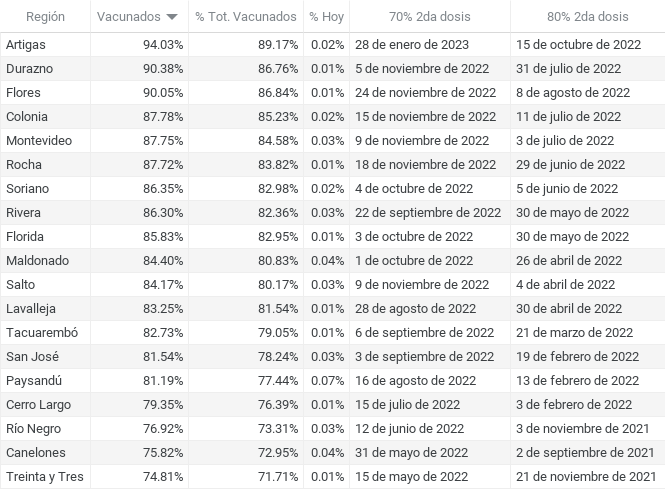 Región Vacunados % Tot. Vacunados % Hoy 70% 2da dosis 80% 2da dosis
Artigas 94.03% 89.17% 0.02% 28 de enero de 2023 15 de octubre de 2022
Durazno 90.38% 86.76% 0.01% 5 de noviembre de 2022 31 de julio de 2022
Flores 90.05% 86.84% 0.01% 24 de noviembre de 2022 8 de agosto de 2022
Colonia 87.78% 85.23% 0.02% 15 de noviembre de 2022 11 de julio de 2022
Montevideo 87.75% 84.58% 0.03% 9 de noviembre de 2022 3 de julio de 2022
Rocha 87.72% 83.82% 0.01% 18 de noviembre de 2022 29 de junio de 2022
Soriano 86.35% 82.98% 0.02% 4 de octubre de 2022 5 de junio de 2022
Rivera 86.30% 82.36% 0.03% 22 de septiembre de 2022 30 de mayo de 2022
Florida 85.83% 82.95% 0.01% 3 de octubre de 2022 30 de mayo de 2022
Maldonado 84.40% 80.83% 0.04% 1 de octubre de 2022 26 de abril de 2022
Salto 84.17% 80.17% 0.03% 9 de noviembre de 2022 4 de abril de 2022
Lavalleja 83.25% 81.54% 0.01% 28 de agosto de 2022 30 de abril de 2022
Tacuarembó 82.73% 79.05% 0.01% 6 de septiembre de 2022 21 de marzo de 2022
San José 81.54% 78.24% 0.03% 3 de septiembre de 2022 19 de febrero de 2022
Paysandú 81.19% 77.44% 0.07% 16 de agosto de 2022 13 de febrero de 2022
Cerro Largo 79.35% 76.39% 0.01% 15 de julio de 2022 3 de febrero de 2022
Río Negro 76.92% 73.31% 0.03% 12 de junio de 2022 3 de noviembre de 2021
Canelones 75.82% 72.95% 0.04% 31 de mayo de 2022 2 de septiembre de 2021
Treinta y Tres 74.81% 71.71% 0.01% 15 de mayo de 2022 21 de noviembre de 2021